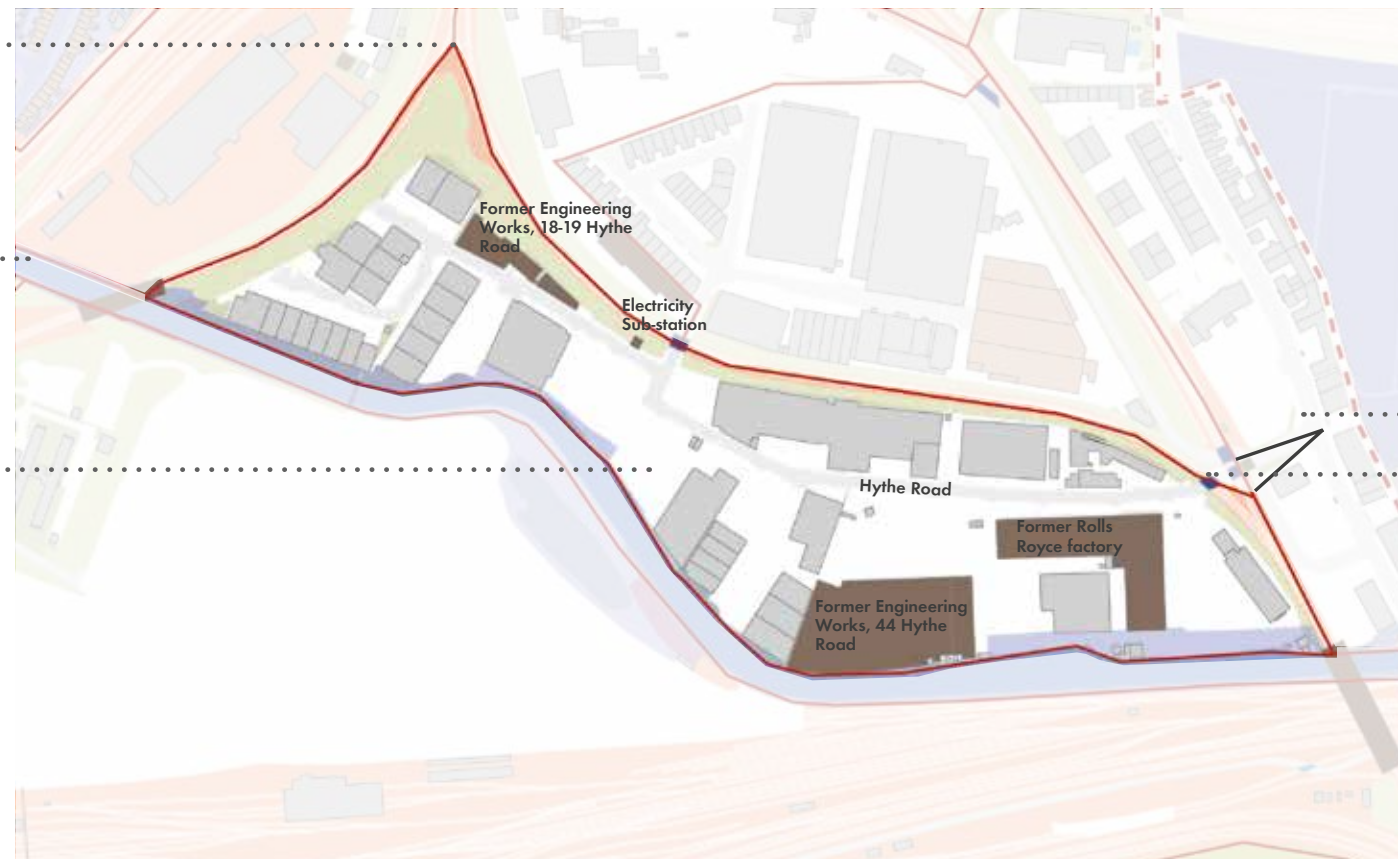 Former Engineering
Works, 18-19 Hythe
Road
Electricity
Sub-station
Hythe Road
Former Rolls
Royce factory
Former Engineering
Works, 44 Hythe
Road